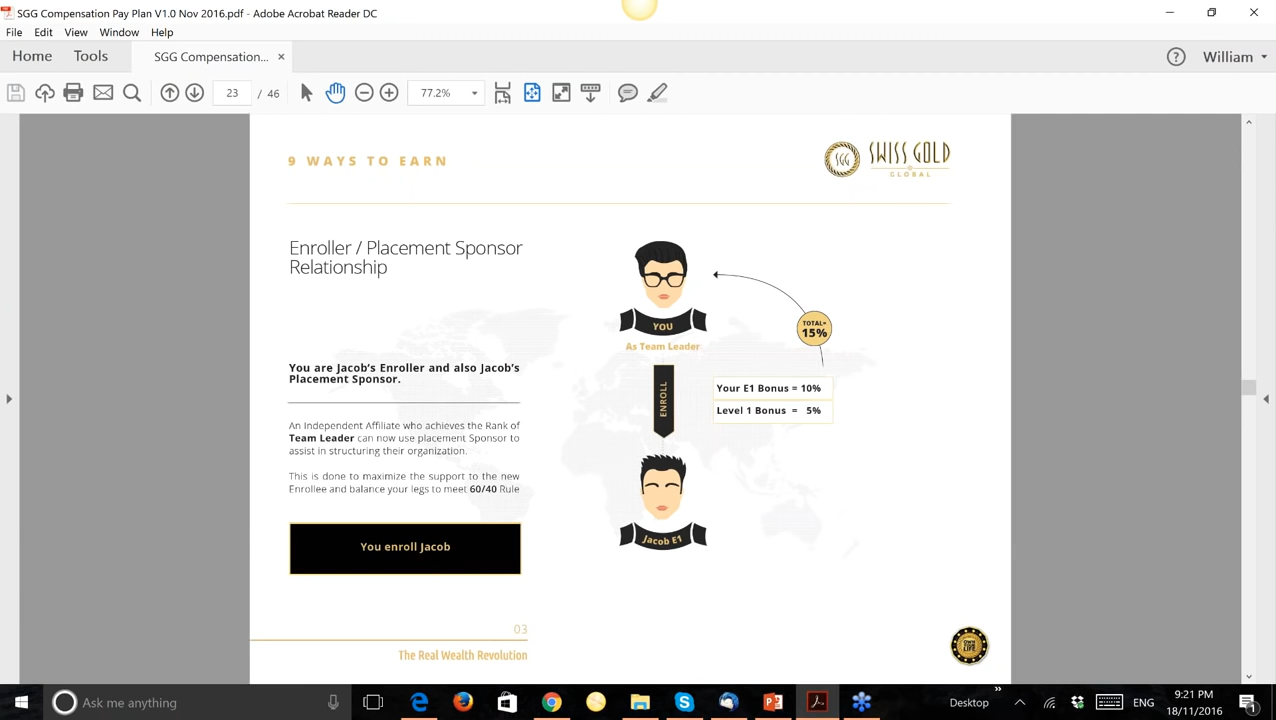 SGG Compensation Pay Plan V1.0 Nov 2016.pdf - Adobe Acrobat Reader DC
File Edit View Window Help
Home Tools SGG Compensation... × ? William
23 / 46 77.2%
9 WAYS TO EARN
SGG SWISS GOLD
GLOBAL
Enroller / Placement Sponsor
Relationship
You are Jacob's Enroller and also Jacob's
Placement Sponsor.
An Independent Affiliate who achieves the Rank of
Team Leader can now use placement Sponsor to
assist in structuring their organization.
This is done to maximize the support to the new
Enrollee and balance your legs to meet 60/40 Rule
You enroll Jacob
YOU
As Team Leader
TOTAL=
15%
ENROLL
Your E1 Bonus = 10%
Level 1 Bonus = 5%
Jacob E1
03
The Real Wealth Revolution
OWN
YOUR
LIFE
Ask me anything
Desktop
»
ENG
9:21 PM
18/11/2016
1